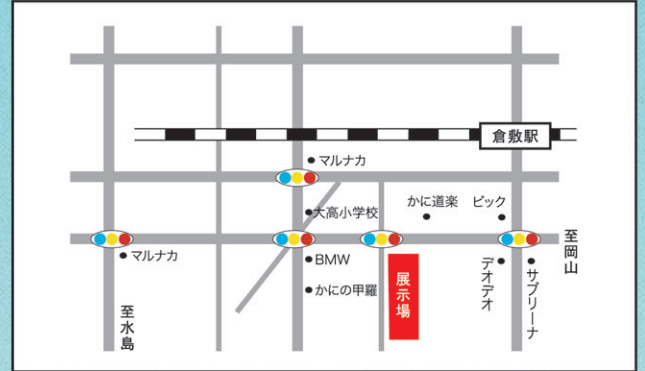 倉敷駅
マルナカ
大高小学校
かに道楽
ビック
マルナカ
BMW
かにの甲羅
展示場
デオデオ
サブリーナ
至岡山
至水島